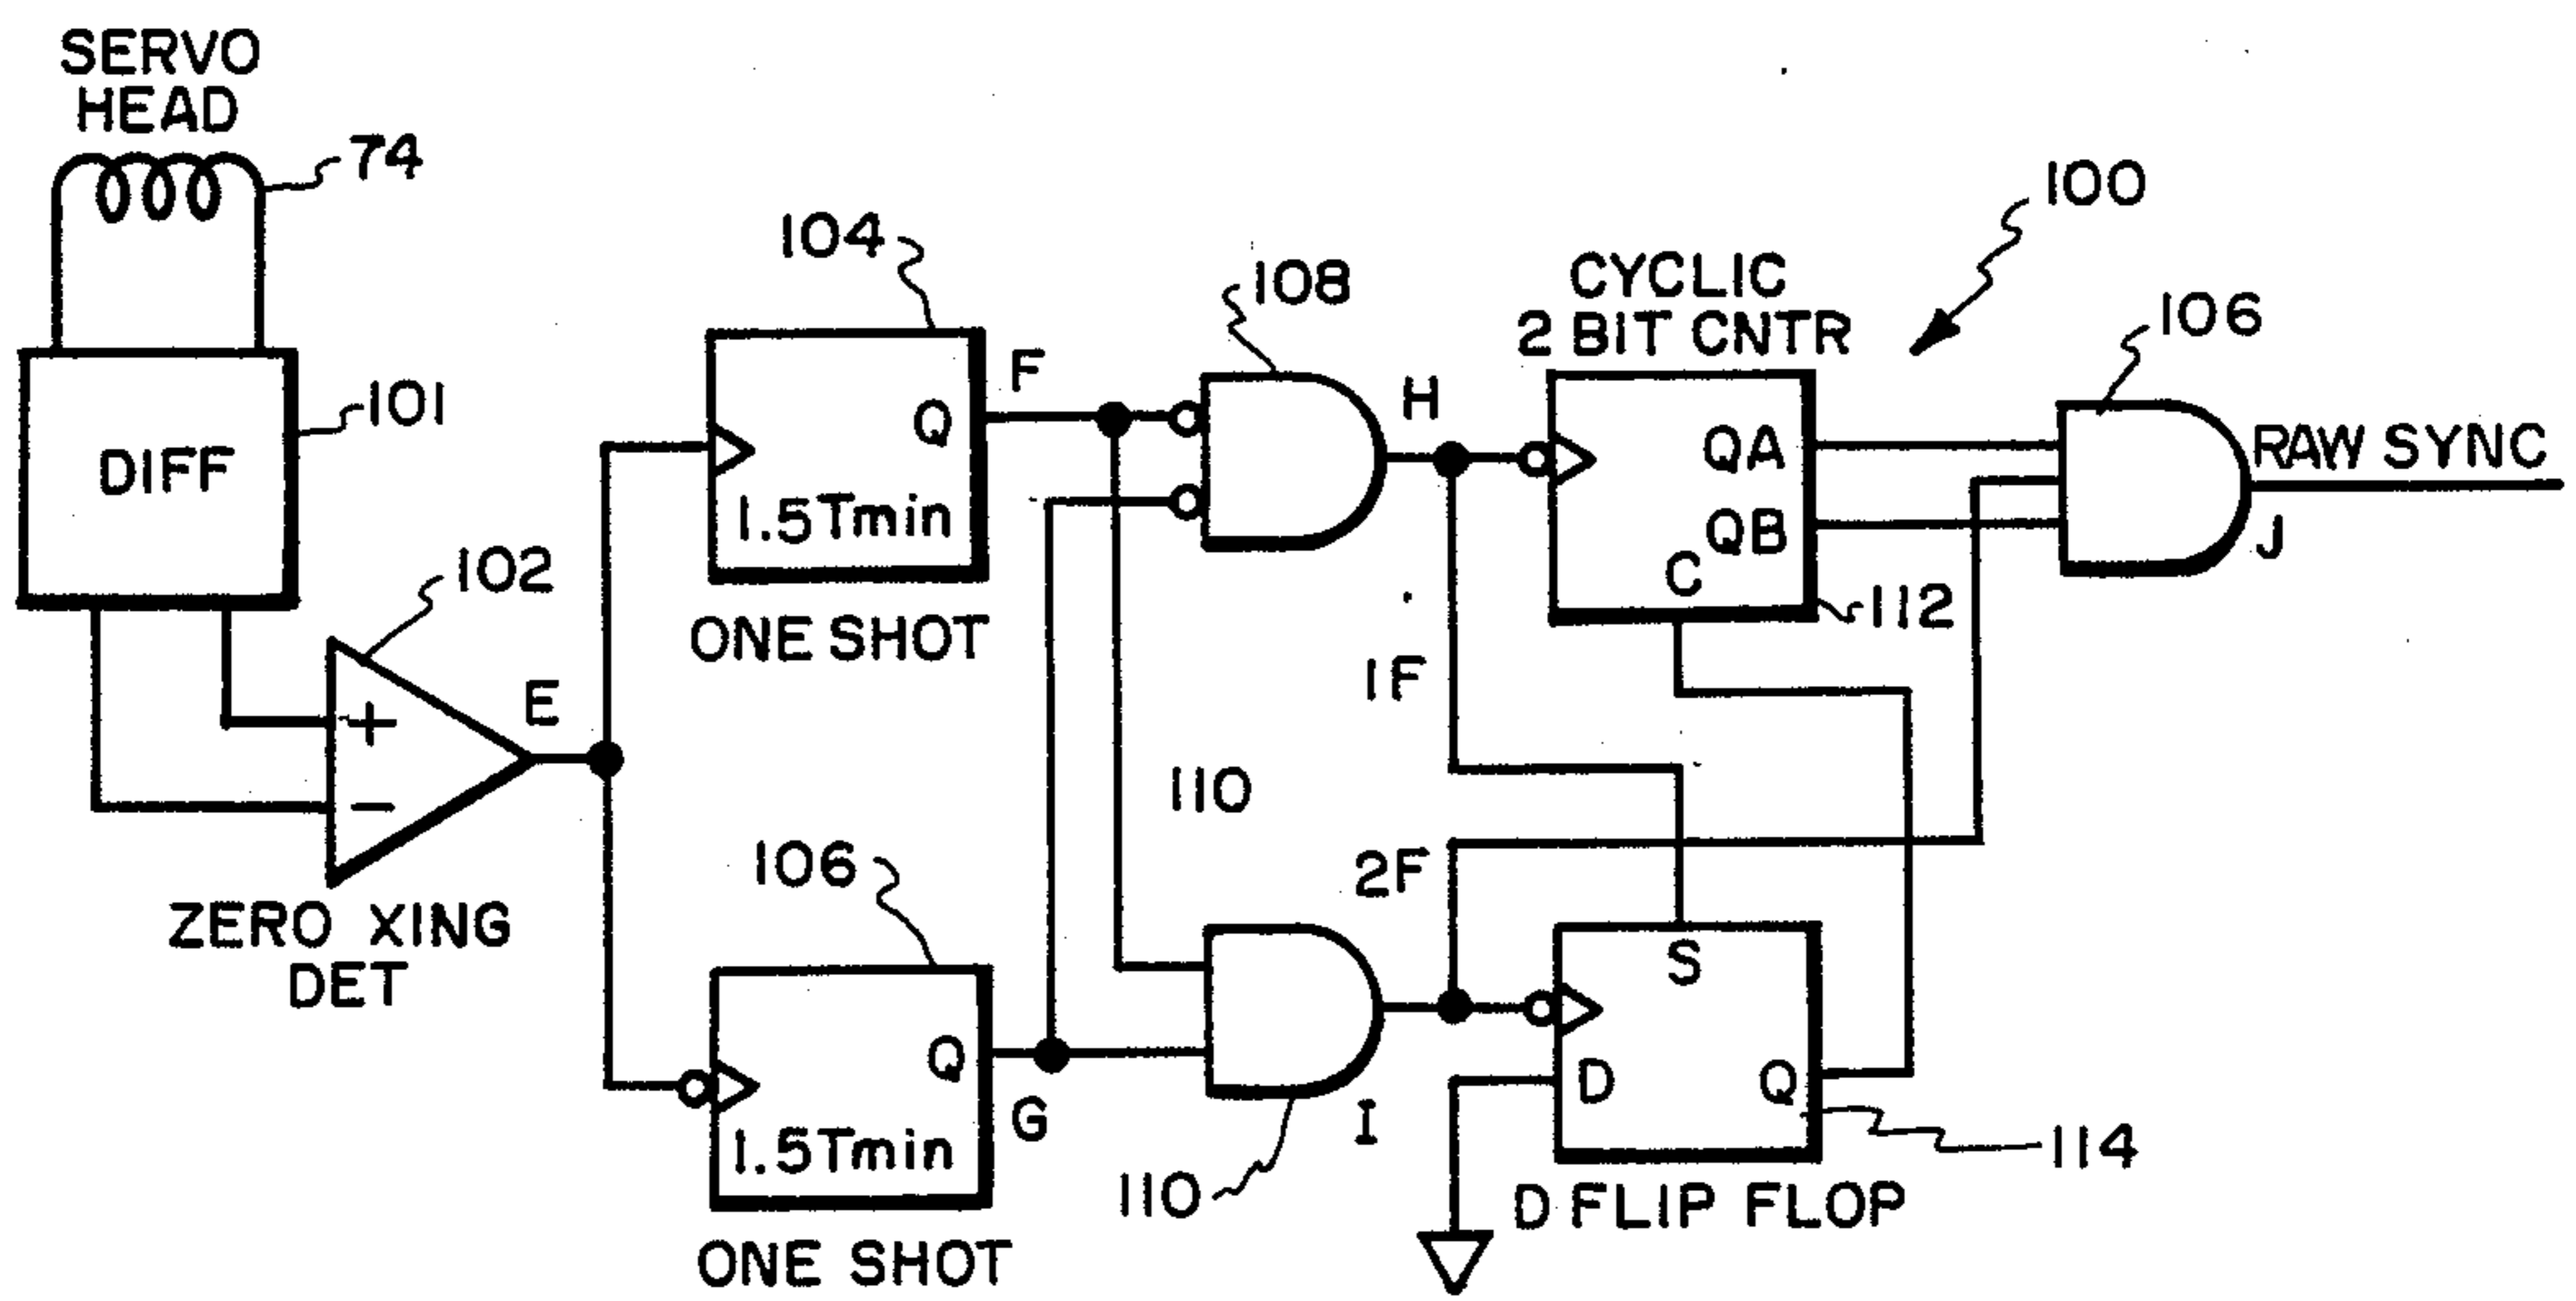 SERVO
HEAD
74
DIFF
101
102
+
−
E
ZERO XING
DET
104
Q
F
1.5Tmin
ONE SHOT
106
Q
G
1.5Tmin
ONE SHOT
108
H
110
1F
2F
110
I
CYCLIC
2 BIT CNTR
QA
QB
C
112
100
106
RAW SYNC
J
S
D
Q
114
D FLIP FLOP